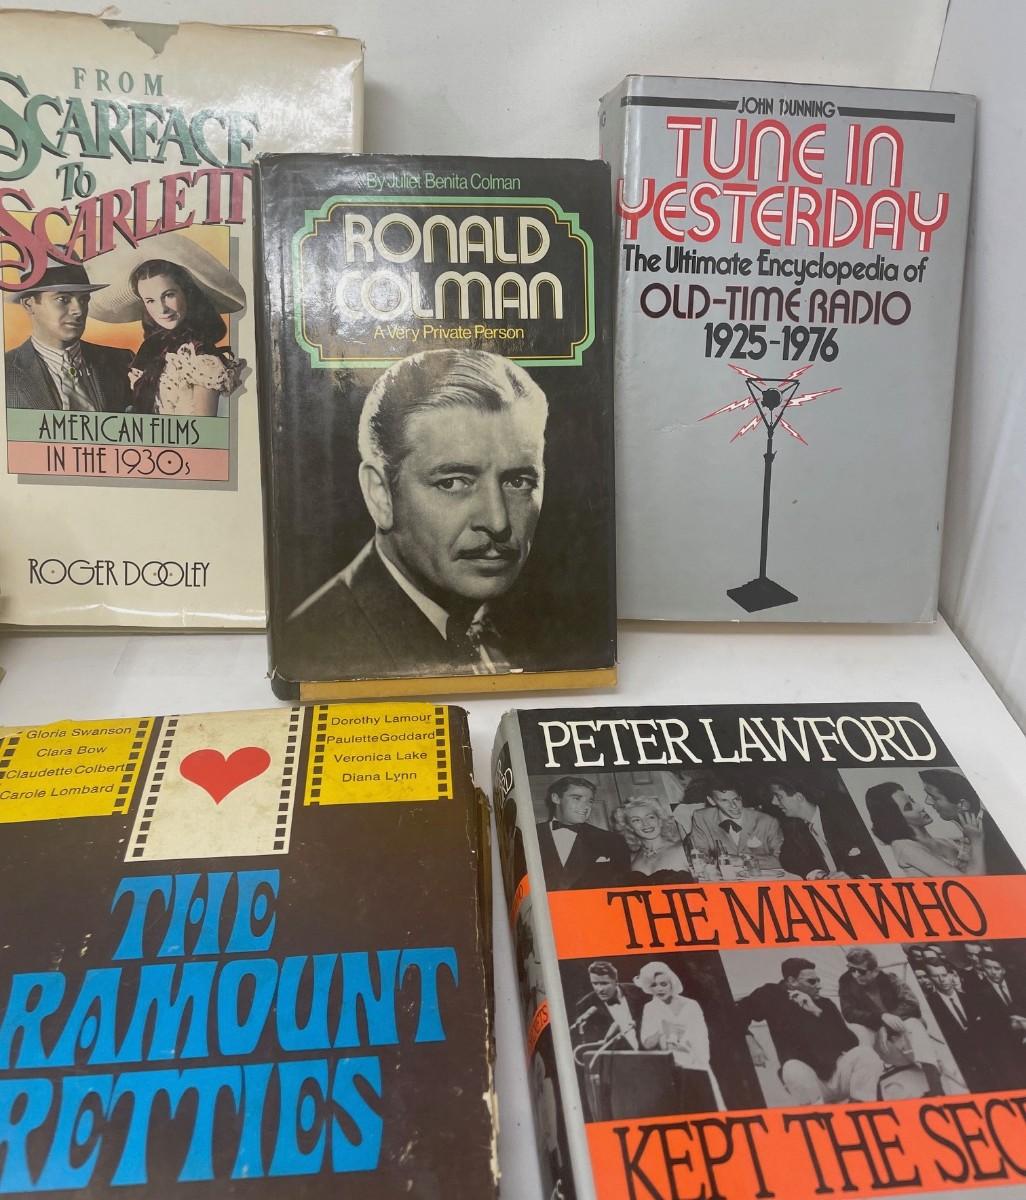 FROM
SCARFACE
To
SCARLETT
AMERICAN FILMS
IN THE 1930s
ROGER DOOLEY
By Juliet Benita Colman
RONALD
COLMAN
A Very Private Person
JOHN DUNNING
TUNE IN
YESTERDAY
The Ultimate Encyclopedia of
OLD-TIME RADIO
1925-1976
Gloria Swanson
Clara Bow
Claudette Colbert
Carole Lombard
Dorothy Lamour
Paulette Goddard
Veronica Lake
Diana Lynn
THE
RAMOUNT
RETTIES
PETER LAWFORD
THE MAN WHO
KEPT THE SEC